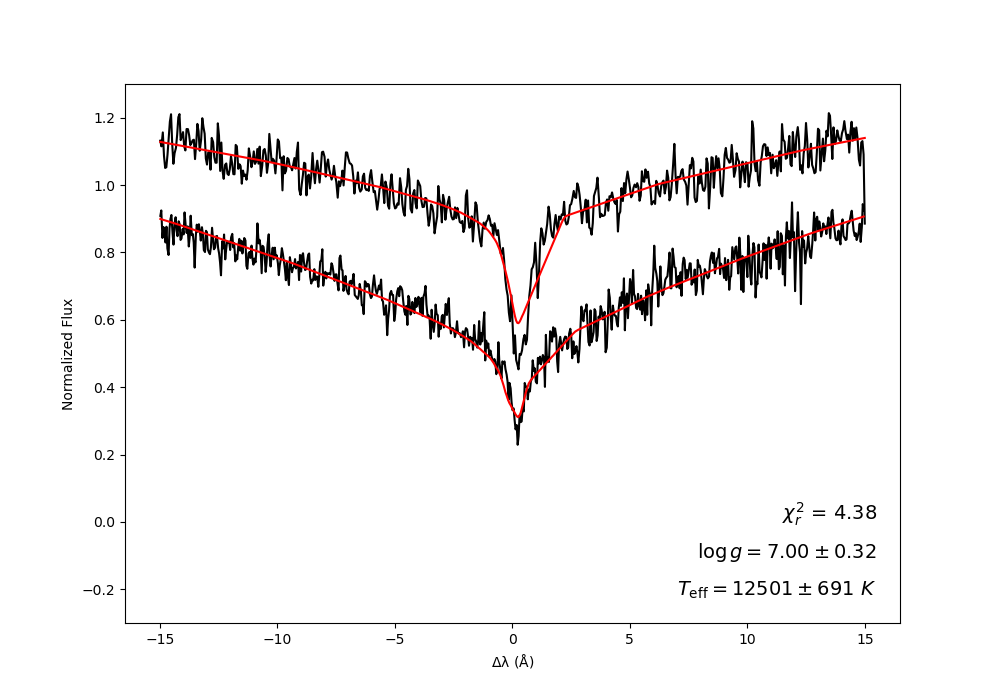 1.2
1.0
0.8
0.6
0.4
0.2
0.0
−0.2
Normalized Flux
χ²ᵣ = 4.38
log g = 7.00 ± 0.32
T_eff = 12501 ± 691 K
−15 −10 −5 0 5 10 15
Δλ (Å)